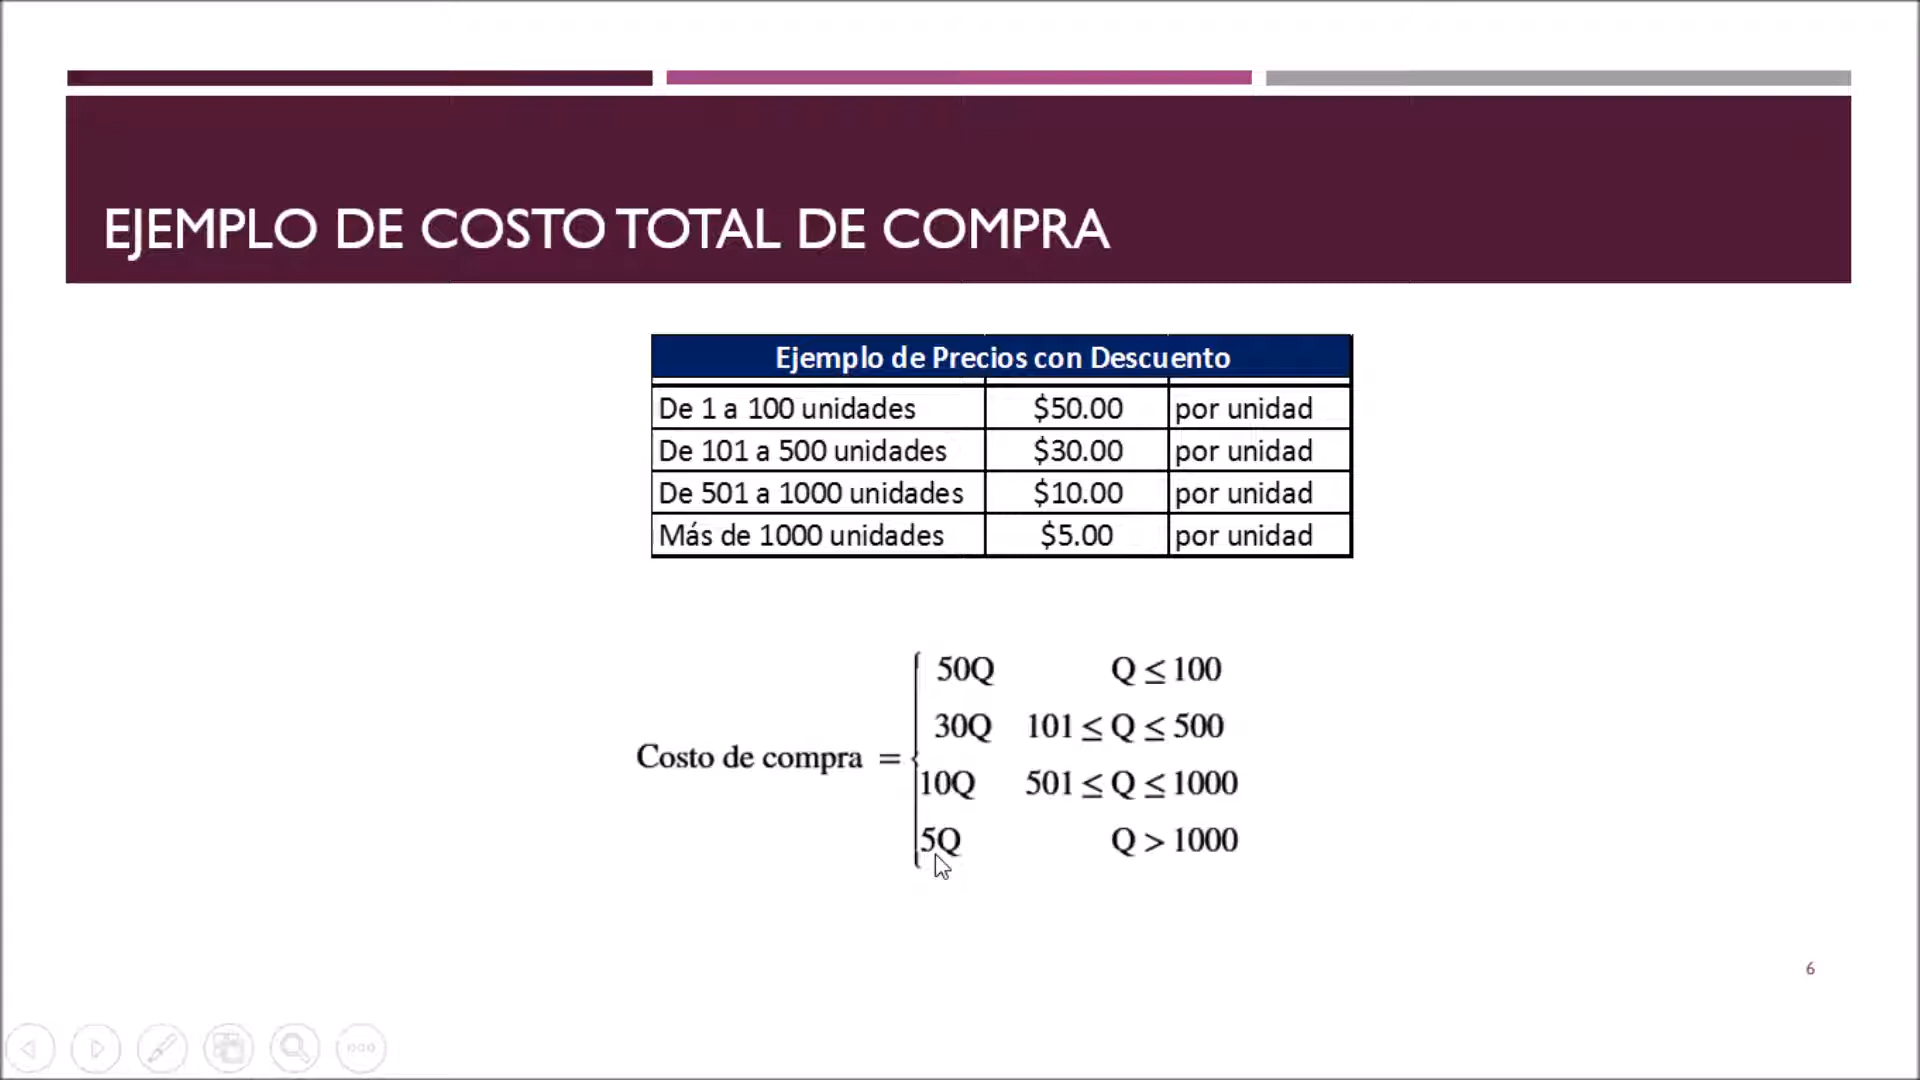 EJEMPLO DE COSTO TOTAL DE COMPRA
Ejemplo de Precios con Descuento
De 1 a 100 unidades $50.00 por unidad
De 101 a 500 unidades $30.00 por unidad
De 501 a 1000 unidades $10.00 por unidad
Más de 1000 unidades $5.00 por unidad
50Q Q ≤ 100
30Q 101 ≤ Q ≤ 500
Costo de compra =
10Q 501 ≤ Q ≤ 1000
5Q Q > 1000
6